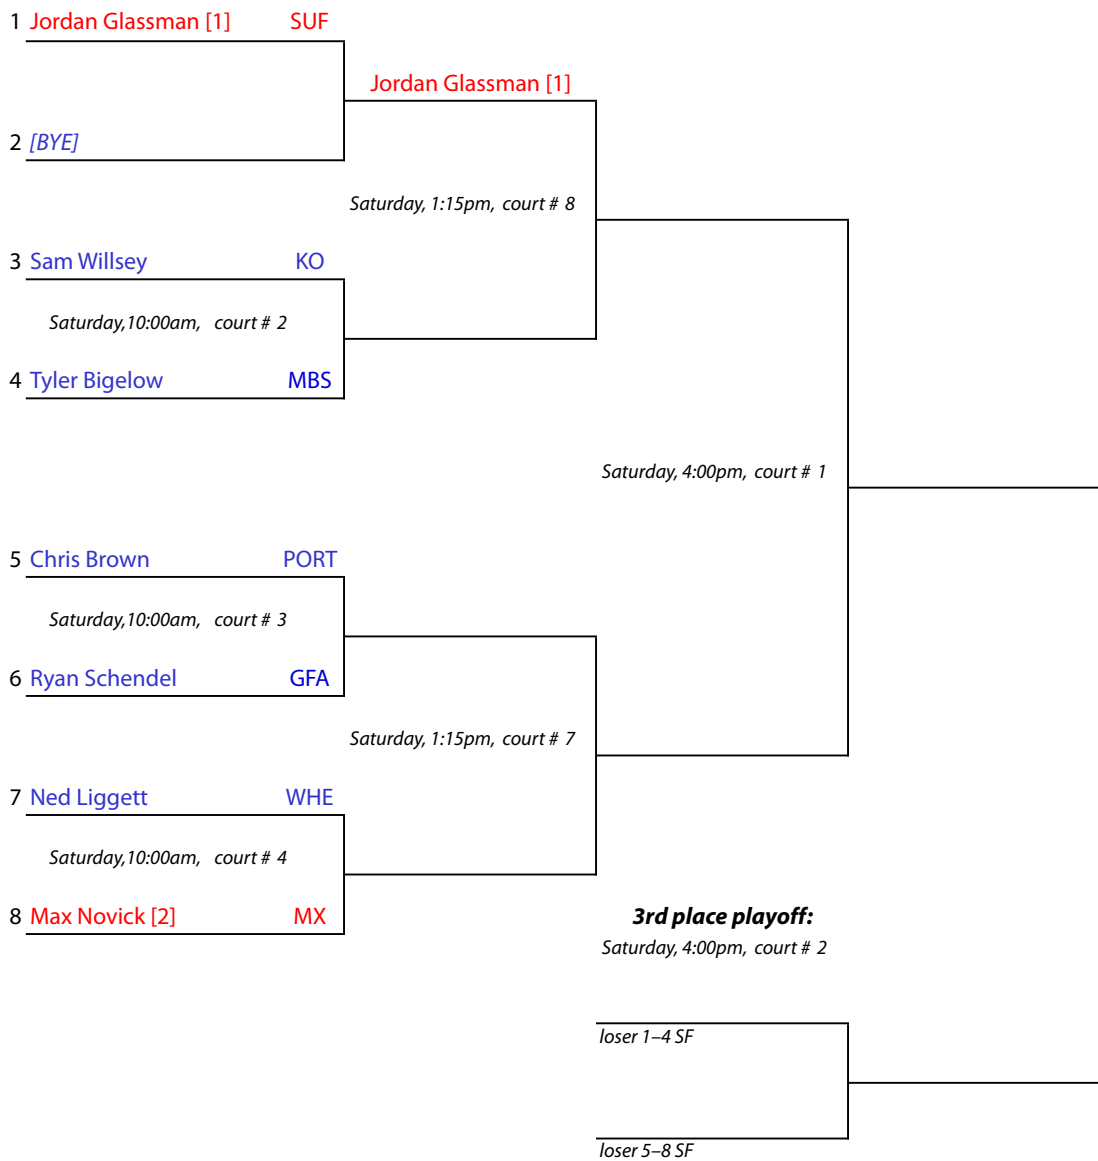 1 Jordan Glassman [1] SUF
Jordan Glassman [1]
2 [BYE]
Saturday, 1:15pm, court # 8
3 Sam Willsey KO
Saturday,10:00am, court # 2
4 Tyler Bigelow MBS
Saturday, 4:00pm, court # 1
5 Chris Brown PORT
Saturday,10:00am, court # 3
6 Ryan Schendel GFA
Saturday, 1:15pm, court # 7
7 Ned Liggett WHE
Saturday,10:00am, court # 4
8 Max Novick [2] MX
3rd place playoff:
Saturday, 4:00pm, court # 2
loser 1–4 SF
loser 5–8 SF